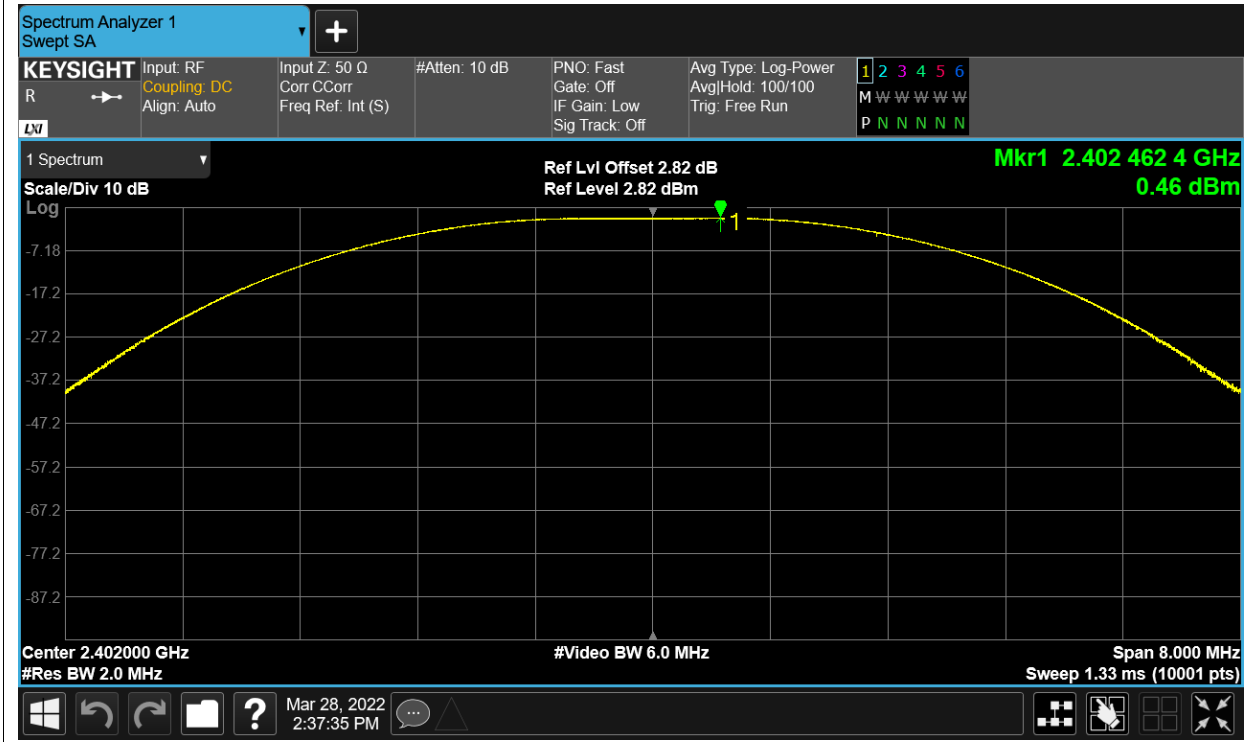 Spectrum Analyzer 1
Swept SA
KEYSIGHT
R
LXI
Input: RF
Coupling: DC
Align: Auto
Input Z: 50 Ω
Corr CCorr
Freq Ref: Int (S)
#Atten: 10 dB
PNO: Fast
Gate: Off
IF Gain: Low
Sig Track: Off
Avg Type: Log-Power
Avg|Hold: 100/100
Trig: Free Run
1 2 3 4 5 6
M W W W W W
P N N N N N
1 Spectrum
Scale/Div 10 dB
Ref Lvl Offset 2.82 dB
Ref Level 2.82 dBm
Mkr1 2.402 462 4 GHz
0.46 dBm
Log
1
-7.18
-17.2
-27.2
-37.2
-47.2
-57.2
-67.2
-77.2
-87.2
Center 2.402000 GHz
#Video BW 6.0 MHz
Span 8.000 MHz
#Res BW 2.0 MHz
Sweep 1.33 ms (10001 pts)
?
Mar 28, 2022
2:37:35 PM